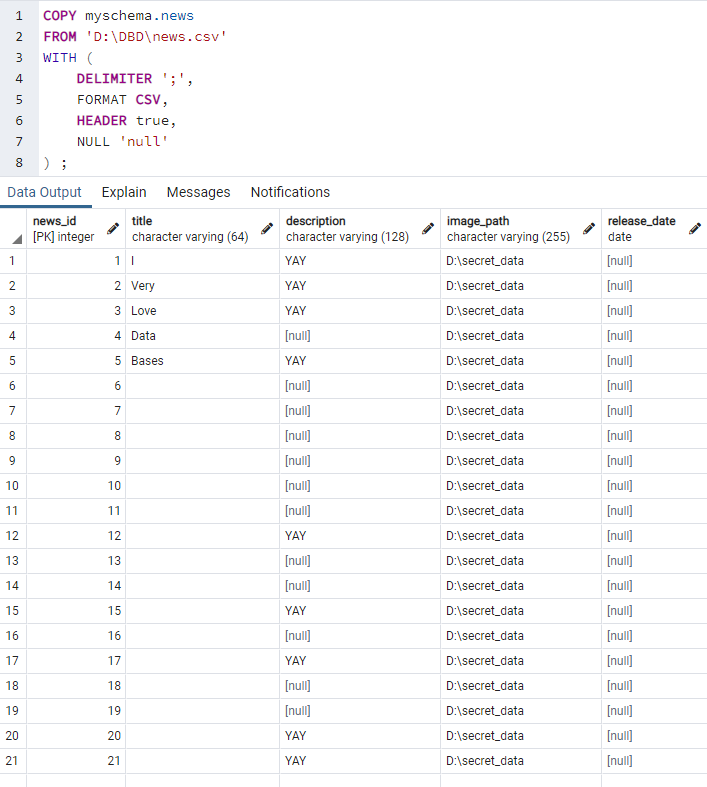 1 COPY myschema.news
2 FROM 'D:\DBD\news.csv'
3 WITH (
4 DELIMITER ';',
5 FORMAT CSV,
6 HEADER true,
7 NULL 'null'
8 ) ;
Data Output Explain Messages Notifications
news_id title description image_path release_date
[PK] integer character varying (64) character varying (128) character varying (255) date
1 1 I YAY D:\secret_data [null]
2 2 Very YAY D:\secret_data [null]
3 3 Love YAY D:\secret_data [null]
4 4 Data [null] D:\secret_data [null]
5 5 Bases YAY D:\secret_data [null]
6 6 [null] D:\secret_data [null]
7 7 [null] D:\secret_data [null]
8 8 [null] D:\secret_data [null]
9 9 [null] D:\secret_data [null]
10 10 [null] D:\secret_data [null]
11 11 [null] D:\secret_data [null]
12 12 YAY D:\secret_data [null]
13 13 [null] D:\secret_data [null]
14 14 [null] D:\secret_data [null]
15 15 YAY D:\secret_data [null]
16 16 [null] D:\secret_data [null]
17 17 YAY D:\secret_data [null]
18 18 [null] D:\secret_data [null]
19 19 [null] D:\secret_data [null]
20 20 YAY D:\secret_data [null]
21 21 YAY D:\secret_data [null]